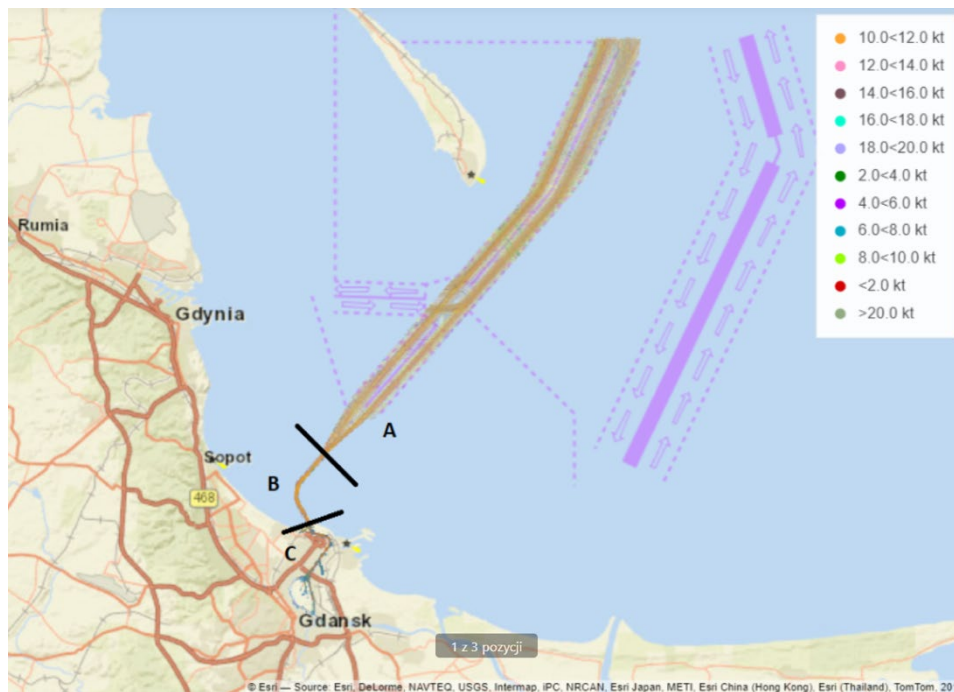 10.0<12.0 kt
12.0<14.0 kt
14.0<16.0 kt
16.0<18.0 kt
18.0<20.0 kt
2.0<4.0 kt
4.0<6.0 kt
6.0<8.0 kt
8.0<10.0 kt
<2.0 kt
>20.0 kt
Rumia
Gdynia
A
Sopot
B
468
C
Gdansk
1 z 3 pozycji
© Esri — Source: Esri, DeLorme, NAVTEQ, USGS, Intermap, iPC, NRCAN, Esri Japan, METI, Esri China (Hong Kong), Esri (Thailand), TomTom, 20